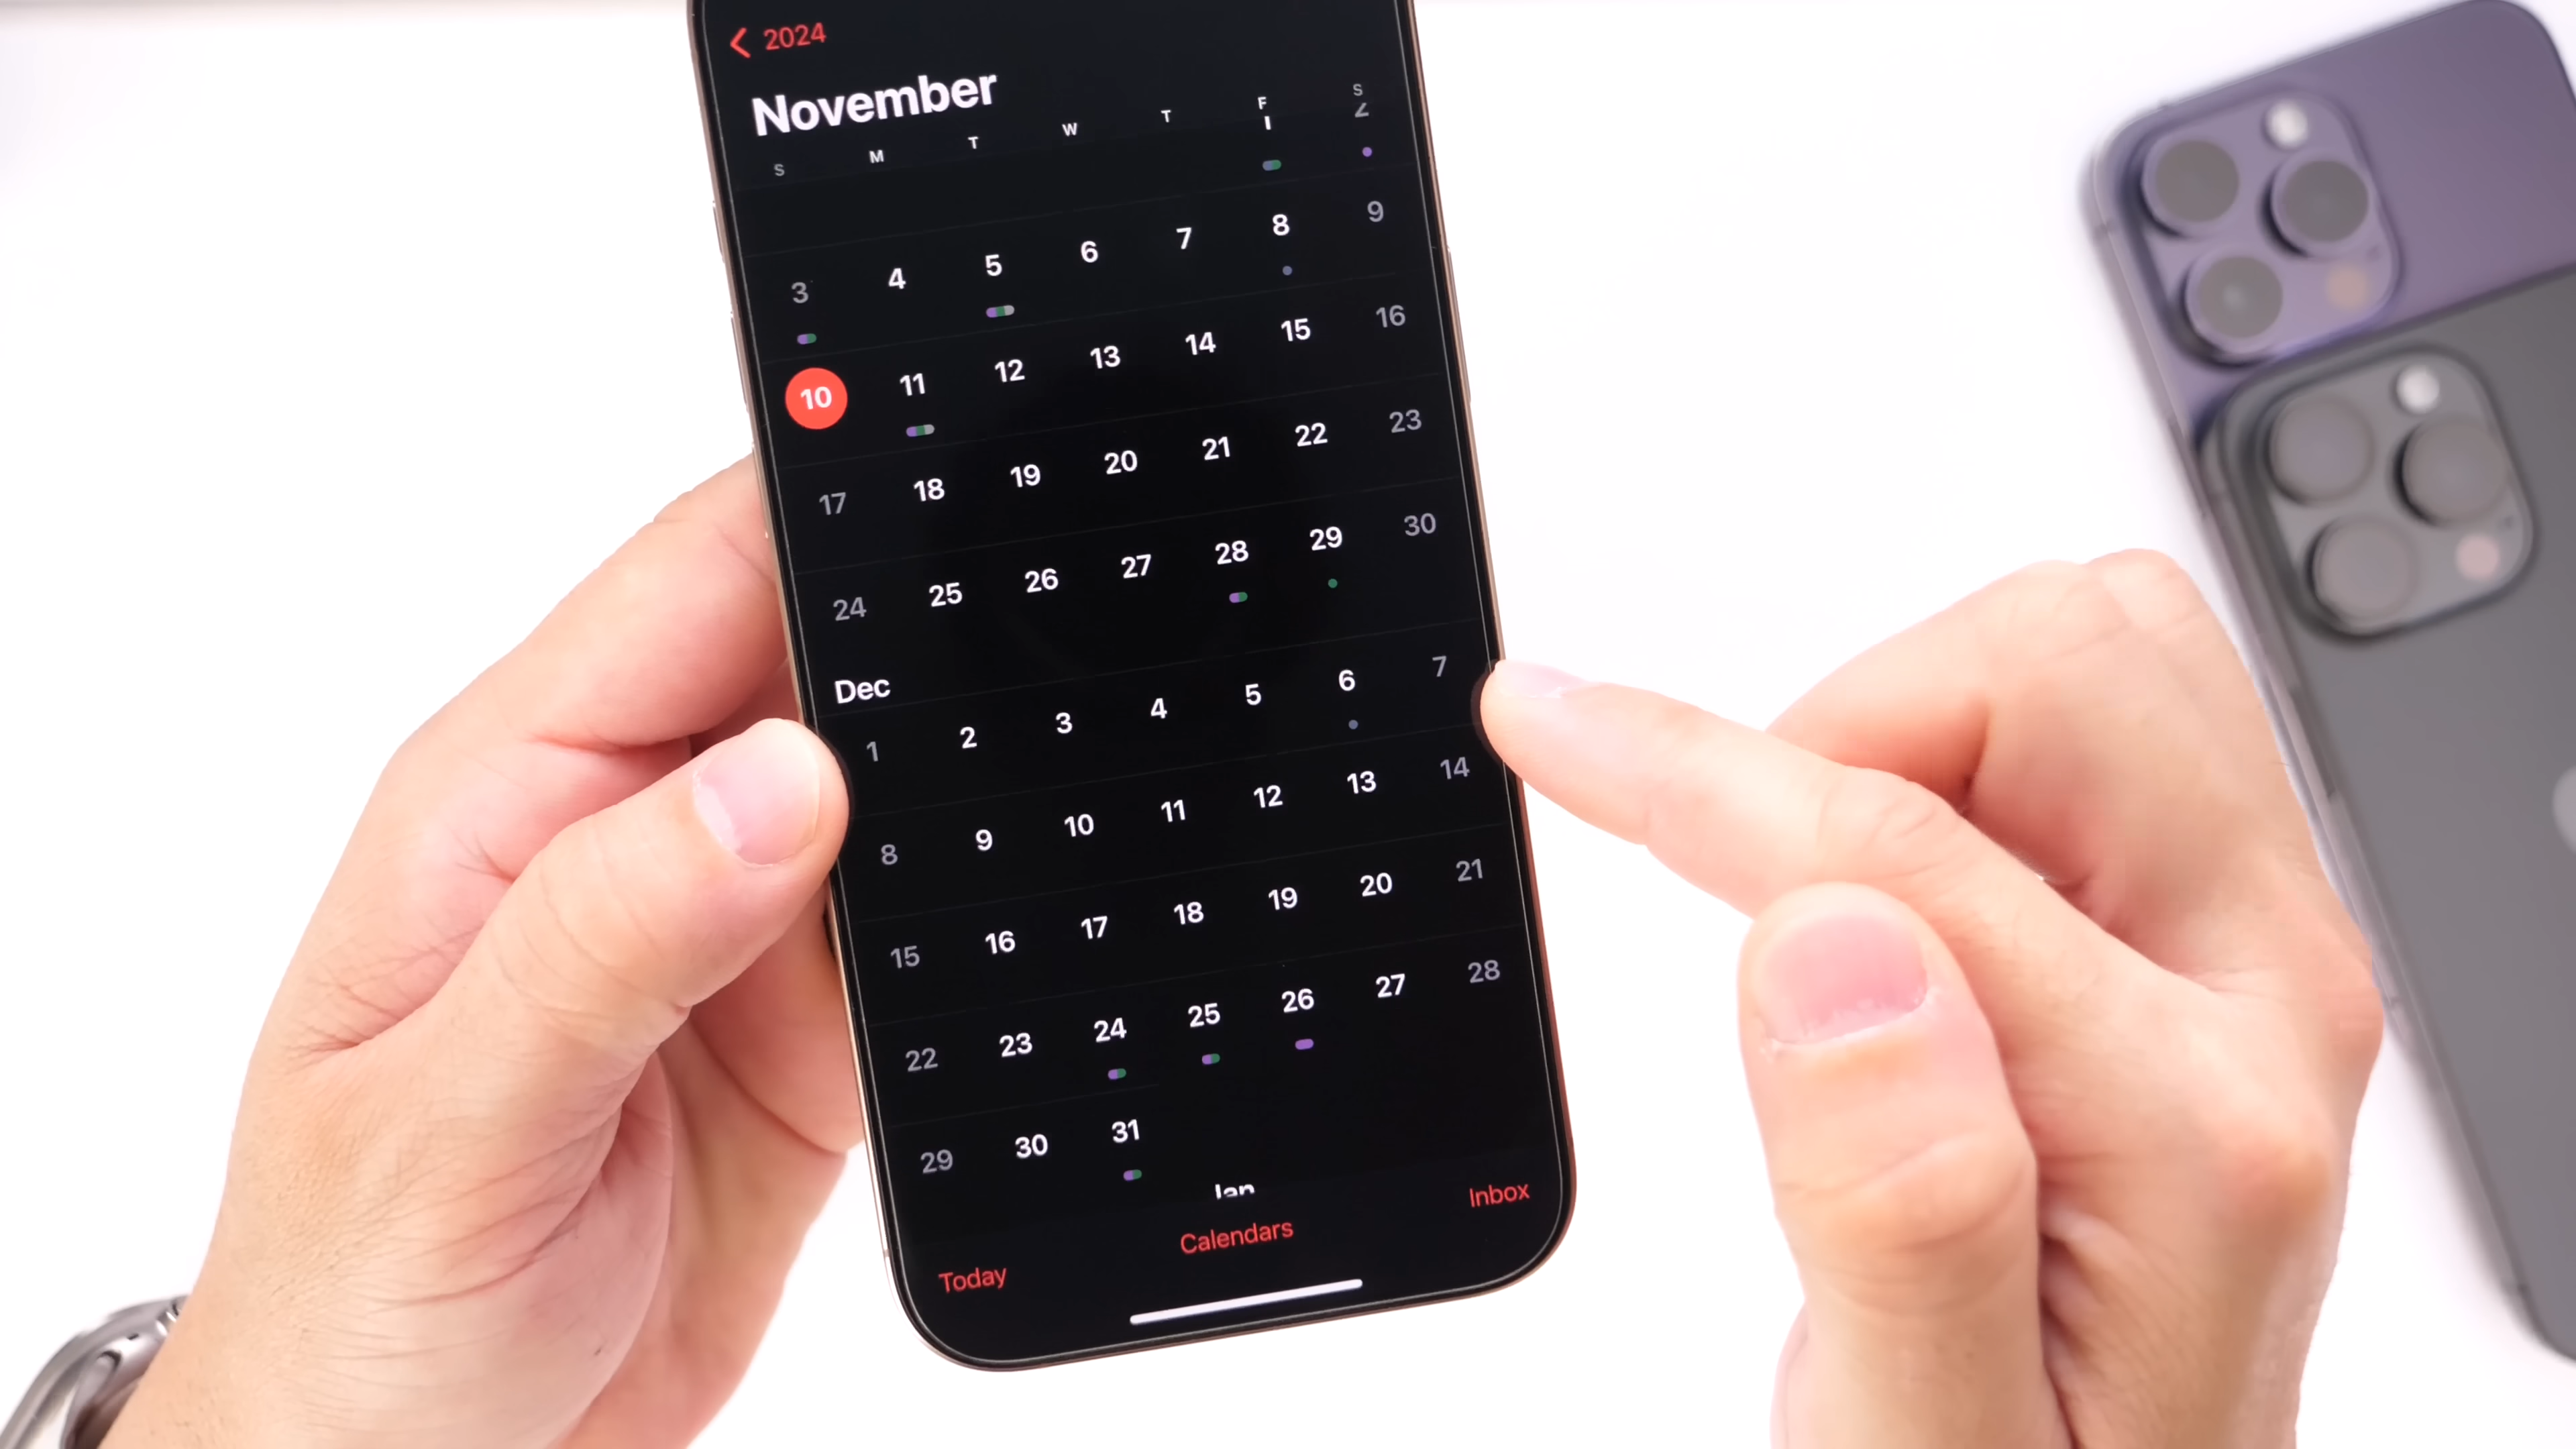 2024
November
S M T W T F S
1 2
3 4 5 6 7 8 9
10 11 12 13 14 15 16
17 18 19 20 21 22 23
24 25 26 27 28 29 30
Dec
1 2 3 4 5 6 7
8 9 10 11 12 13 14
15 16 17 18 19 20 21
22 23 24 25 26 27 28
29 30 31
Jan
Today Calendars Inbox